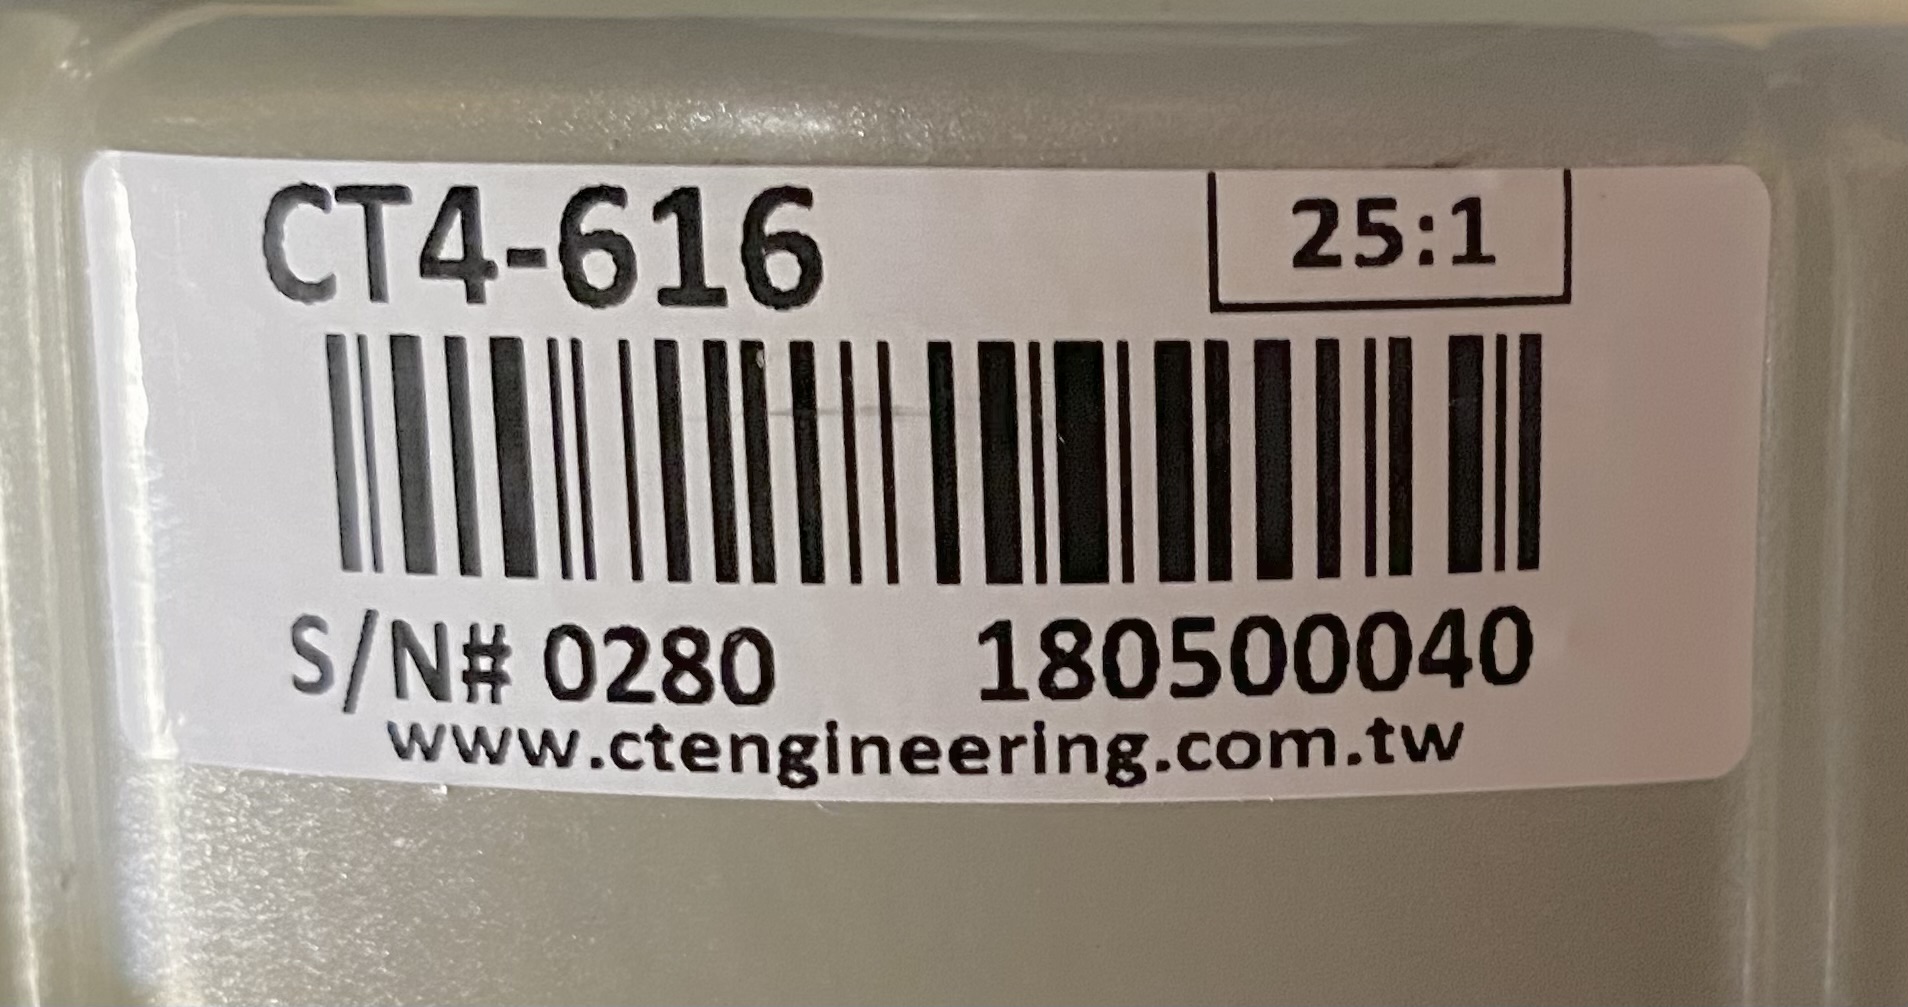 CT4-616 25:1
S/N# 0280 180500040
www.ctengineering.com.tw